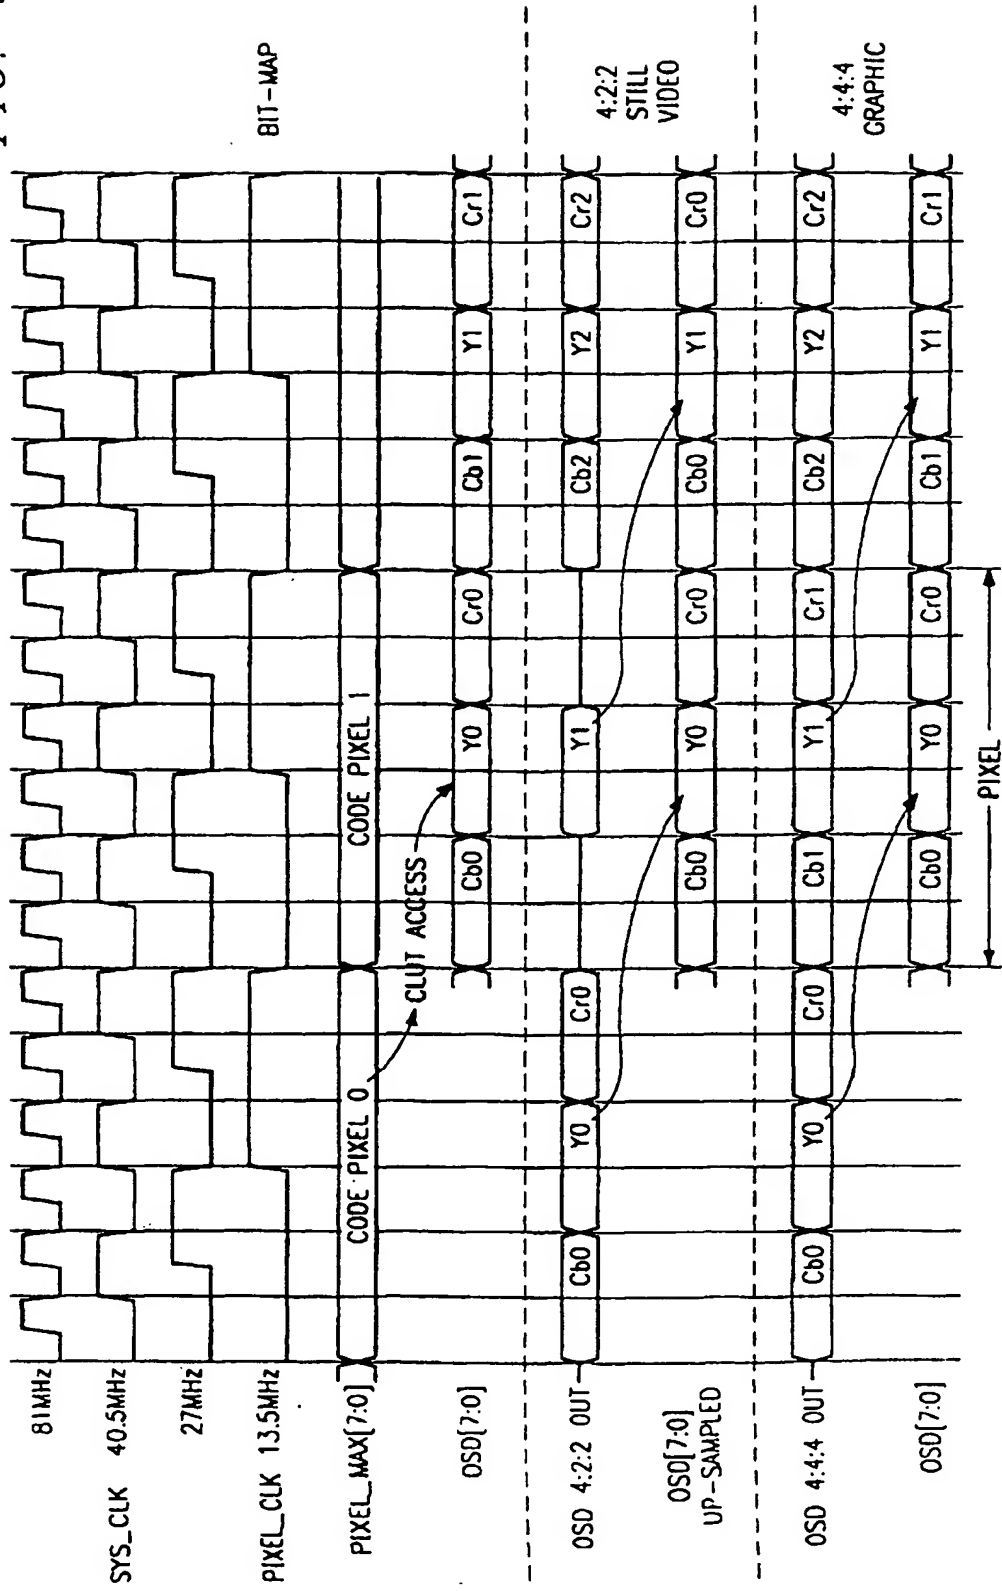 FIG.
81MHz
SYS_CLK 40.5MHz
27MHz
PIXEL_CLK 13.5MHz
PIXEL_MAX[7:0]
CODE PIXEL 0
CODE PIXEL 1
BIT-MAP
CLUT ACCESS
OSD[7:0]
Cb0 Y0 Cr0 Cb1 Y1 Cr1
OSD 4:2:2 OUT
Cb0 Y0 Cr0 Y1 Cb2 Y2 Cr2
4:2:2
STILL
VIDEO
OSD[7:0]
UP-SAMPLED
Cb0 Y0 Cr0 Cb0 Y1 Cr0
OSD 4:4:4 OUT
Cb0 Y0 Cr0 Cb1 Y1 Cr1 Cb2 Y2 Cr2
4:4:4
GRAPHIC
OSD[7:0]
Cb0 Y0 Cr0 Cb1 Y1 Cr1
PIXEL